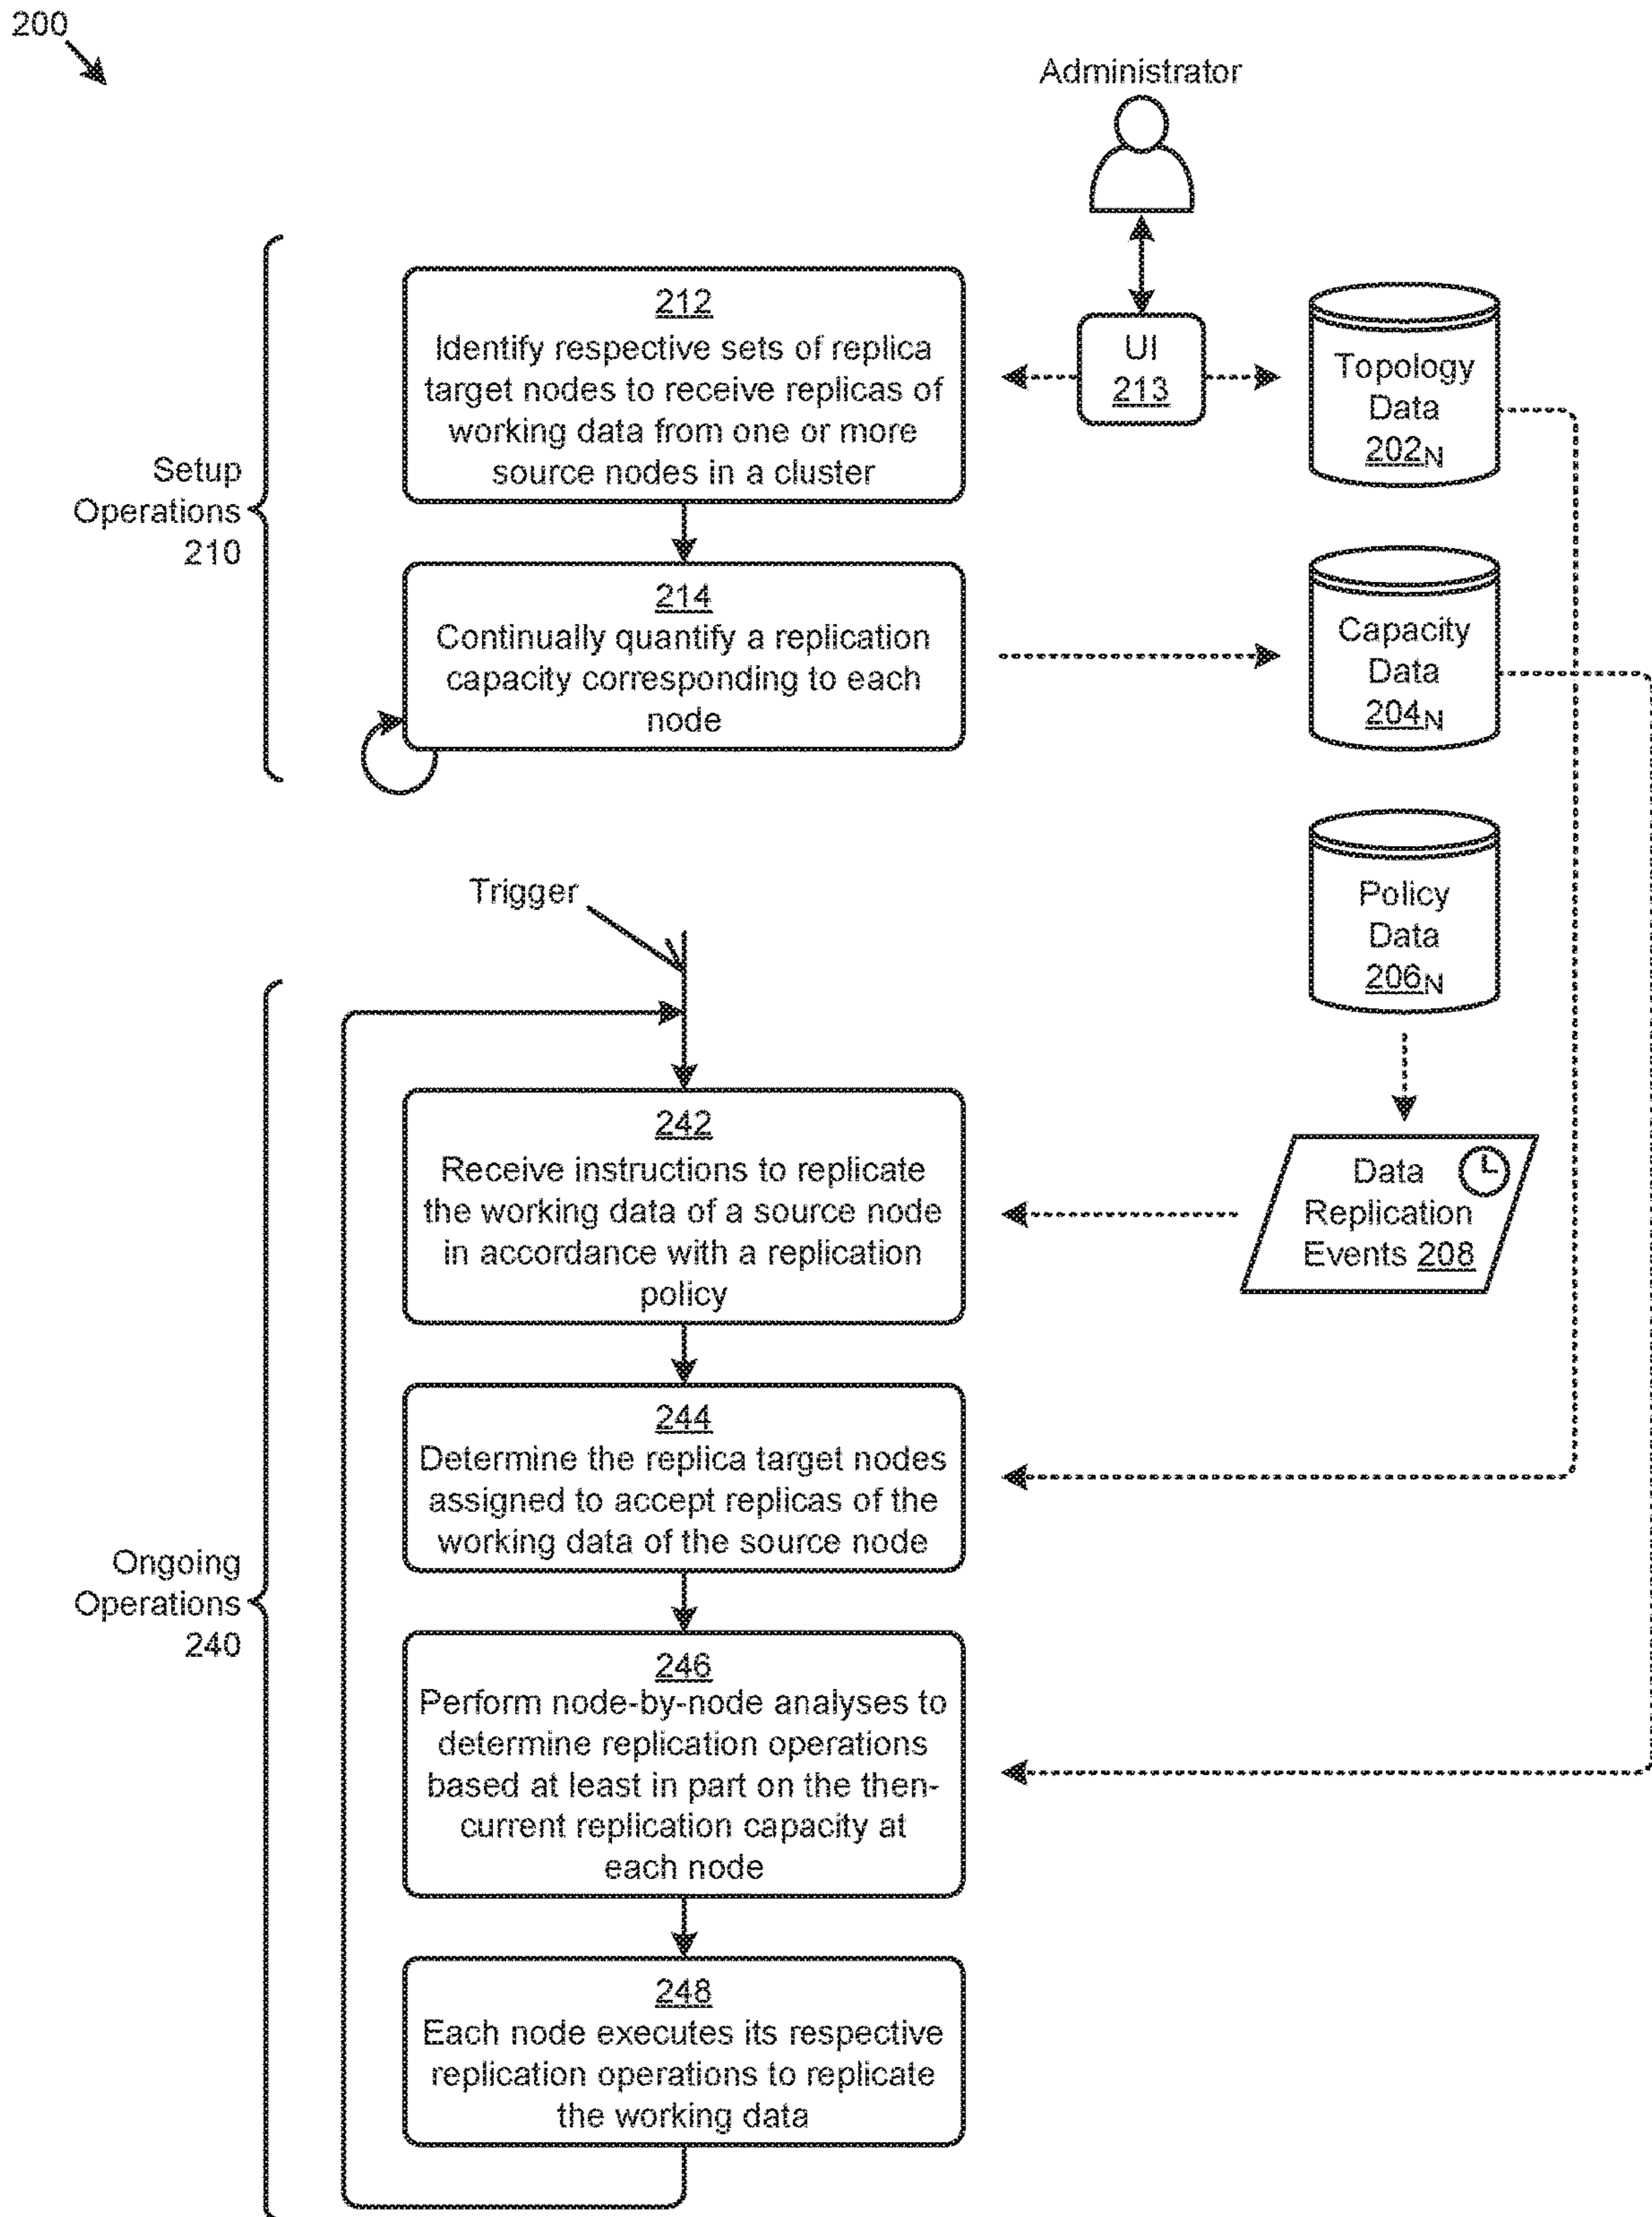 200
Administrator
212
Identify respective sets of replica
target nodes to receive replicas of
working data from one or more
source nodes in a cluster
UI
213
Topology
Data
202N
Setup
Operations
210
214
Continually quantify a replication
capacity corresponding to each
node
Capacity
Data
204N
Policy
Data
206N
Trigger
242
Receive instructions to replicate
the working data of a source node
in accordance with a replication
policy
Data
Replication
Events 208
244
Determine the replica target nodes
assigned to accept replicas of the
working data of the source node
Ongoing
Operations
240
246
Perform node-by-node analyses to
determine replication operations
based at least in part on the then-
current replication capacity at
each node
248
Each node executes its respective
replication operations to replicate
the working data